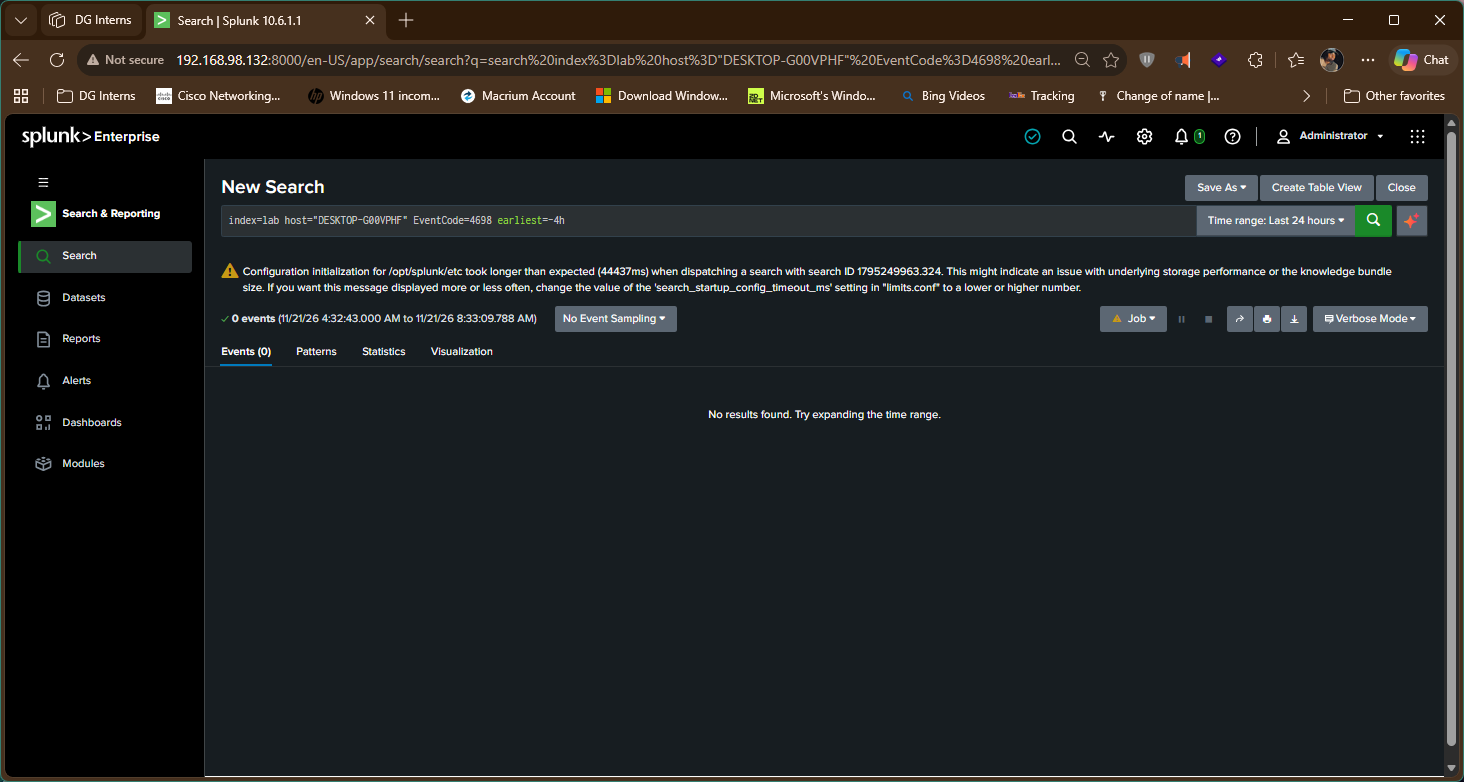 DG Interns
Search | Splunk 10.6.1.1
Not secure 192.168.98.132:8000/en-US/app/search/search?q=search%20index%3Dlab%20host%3D"DESKTOP-G00VPHF"%20EventCode%3D4698%20earl...
Chat
DG Interns
Cisco Networking...
Windows 11 incom...
Macrium Account
Download Window...
Microsoft's Windo...
Bing Videos
Tracking
Change of name |...
Other favorites
splunk>Enterprise
1
Administrator
Search & Reporting
Search
Datasets
Reports
Alerts
Dashboards
Modules
New Search
Save As
Create Table View
Close
index=lab host="DESKTOP-G00VPHF" EventCode=4698 earliest=-4h
Time range: Last 24 hours
Configuration initialization for /opt/splunk/etc took longer than expected (44437ms) when dispatching a search with search ID 1795249963.324. This might indicate an issue with underlying storage performance or the knowledge bundle
size. If you want this message displayed more or less often, change the value of the 'search_startup_config_timeout_ms' setting in "limits.conf" to a lower or higher number.
0 events (11/21/26 4:32:43.000 AM to 11/21/26 8:33:09.788 AM)
No Event Sampling
Job
Verbose Mode
Events (0)
Patterns
Statistics
Visualization
No results found. Try expanding the time range.